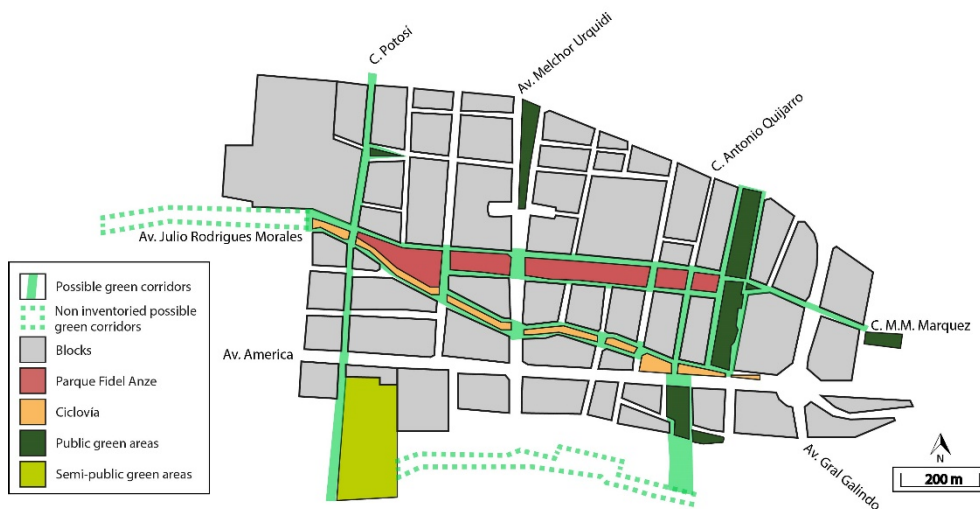 C. Potosí
Av. Melchor Urquidi
C. Antonio Quijarro
Av. Julio Rodrigues Morales
C. M.M. Marquez
Av. America
Av. Gral Galindo
Possible green corridors
Non inventoried possible
green corridors
Blocks
Parque Fidel Anze
Ciclovía
Public green areas
Semi-public green areas
N
200 m